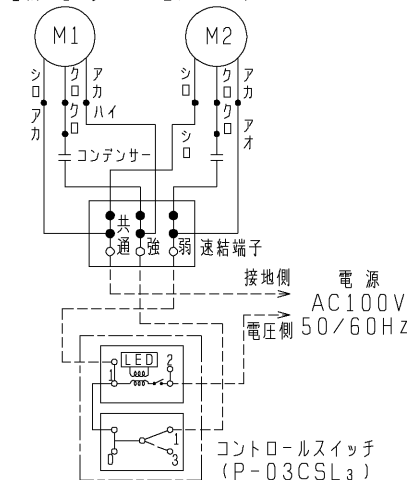 M1 M2
シロ クロ アカ シロ クロ アカ
アカ クロ ハイ シロ クロ アオ
コンデンサー
共通 強 弱 速結端子
接地側 電源
AC100V
電圧側 50/60Hz
LED 2
1
1
0 3
コントロールスイッチ
(P-03CSL3)